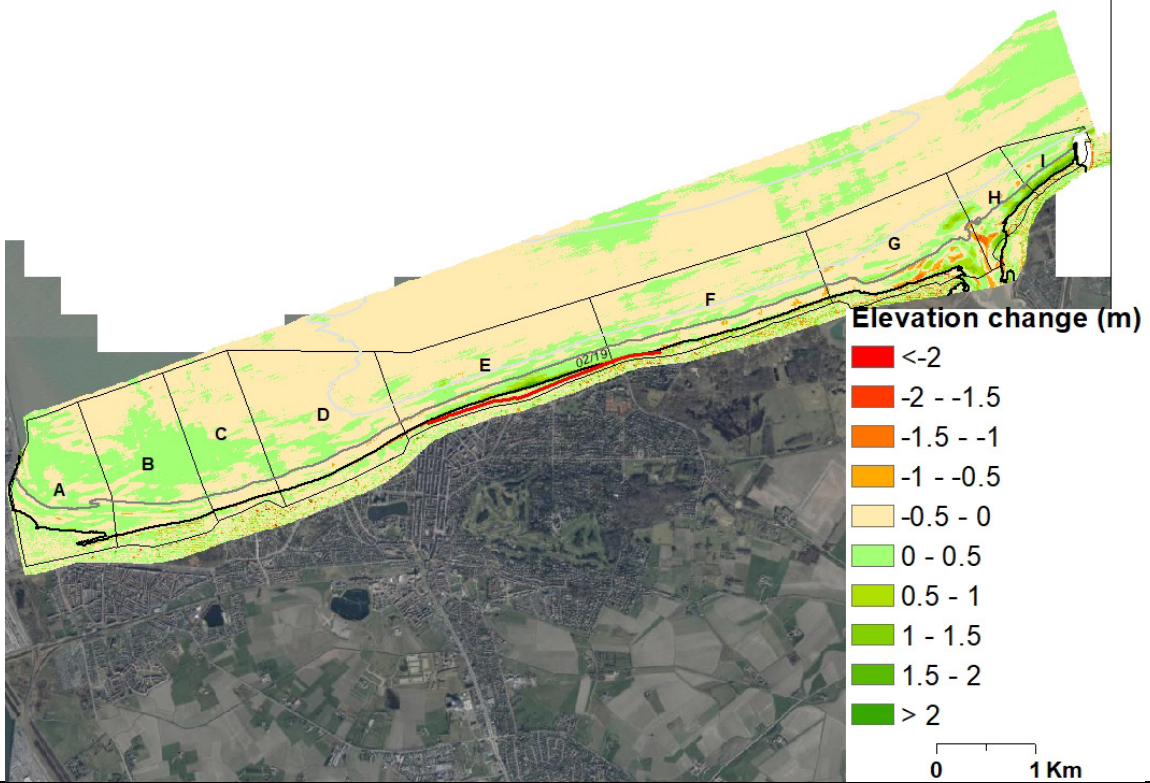 I
H
G
F
02/19
E
D
C
B
A
Elevation change (m)
<-2
-2 - -1.5
-1.5 - -1
-1 - -0.5
-0.5 - 0
0 - 0.5
0.5 - 1
1 - 1.5
1.5 - 2
> 2
0 1 Km